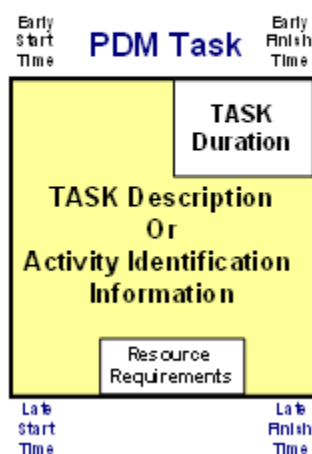 Early
Start
Time
PDM Task
Early
Finish
Time
TASK
Duration
TASK Description
Or
Activity Identification
Information
Resource
Requirements
Late
Start
Time
Late
Finish
Time